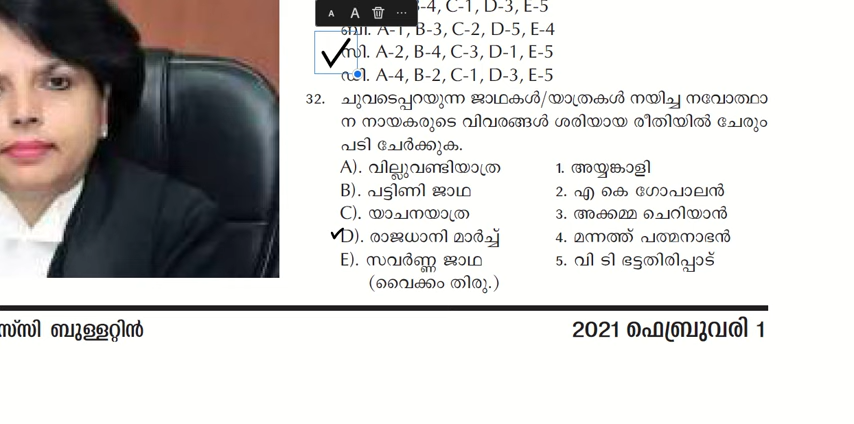 B-4, C-1, D-3, E-5
ബി. A-1, B-3, C-2, D-5, E-4
സി. A-2, B-4, C-3, D-1, E-5
ഡി. A-4, B-2, C-1, D-3, E-5
32. ചുവടെപ്പറയുന്ന ജാഥകൾ/യാത്രകൾ നയിച്ച നവോത്ഥാ
ന നായകരുടെ വിവരങ്ങൾ ശരിയായ രീതിയിൽ ചേരും
പടി ചേർക്കുക.
A). വില്ലുവണ്ടിയാത്ര 1. അയ്യങ്കാളി
B). പട്ടിണി ജാഥ 2. എ കെ ഗോപാലൻ
C). യാചനയാത്ര 3. അക്കമ്മ ചെറിയാൻ
D). രാജധാനി മാർച്ച് 4. മന്നത്ത് പത്മനാഭൻ
E). സവർണ്ണ ജാഥ 5. വി ടി ഭട്ടതിരിപ്പാട്
(വൈക്കം തിരു.)
സ്സി ബുള്ളറ്റിൻ 2021 ഫെബ്രുവരി 1